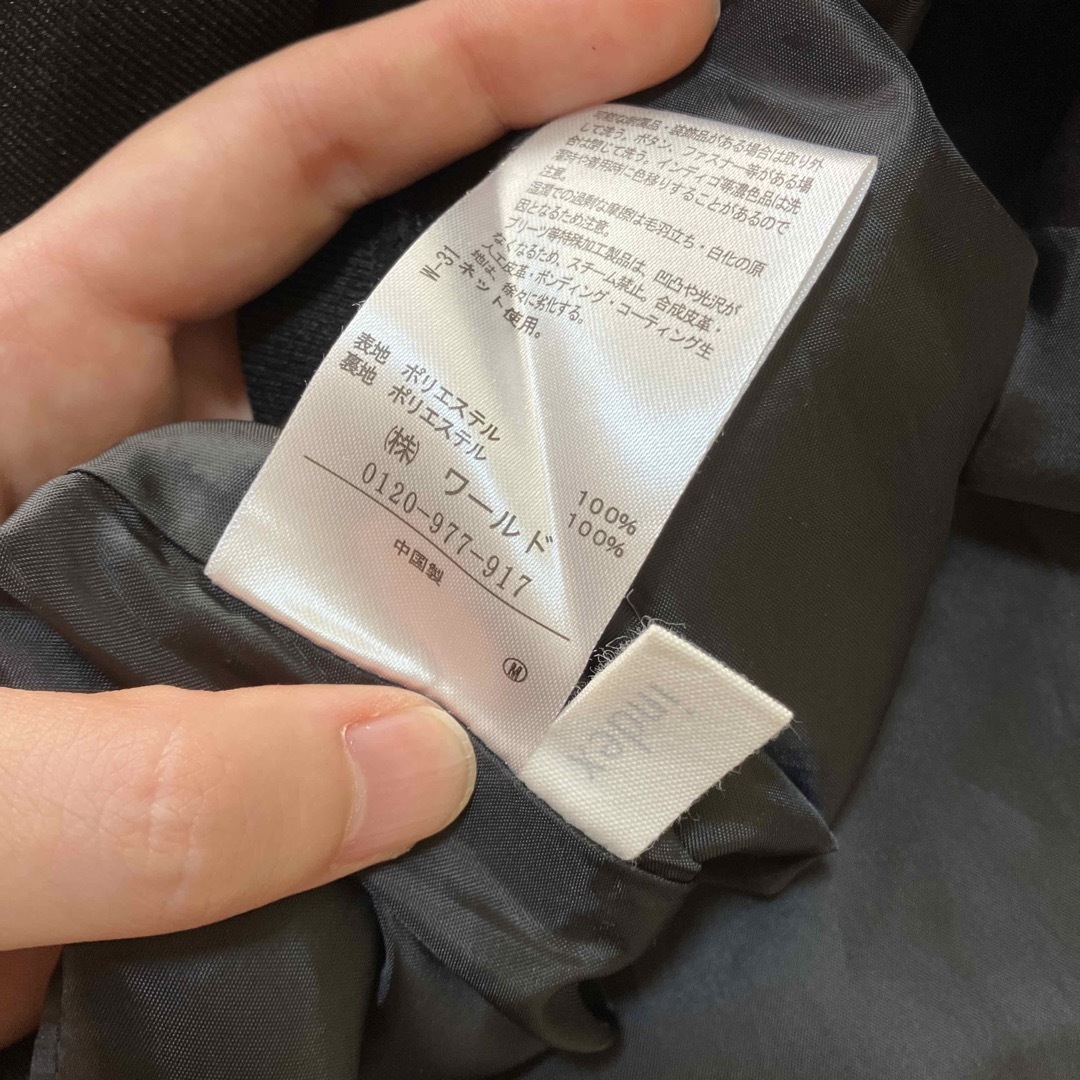 な付属品・装飾品がある場合は取り外
して洗う。ボタン、ファスナー等がある場
合は閉じて洗う。インディゴ等濃色品は洗
濯時や着用時に色移りすることがあるので
注意。
湿潤での過剰な摩擦は毛羽立ち・白化の原
因となるため注意。
プリーツ等特殊加工製品は、凹凸や光沢が
なくなるため、スチーム禁止。合成皮革・
人工皮革・ボンディング・コーティング生
地は、徐々に劣化する。
ネット使用。
W-31
表地 ポリエステル 100%
裏地 ポリエステル 100%
㈱ ワールド
0120-977-917
中国製
Ⓜ
index